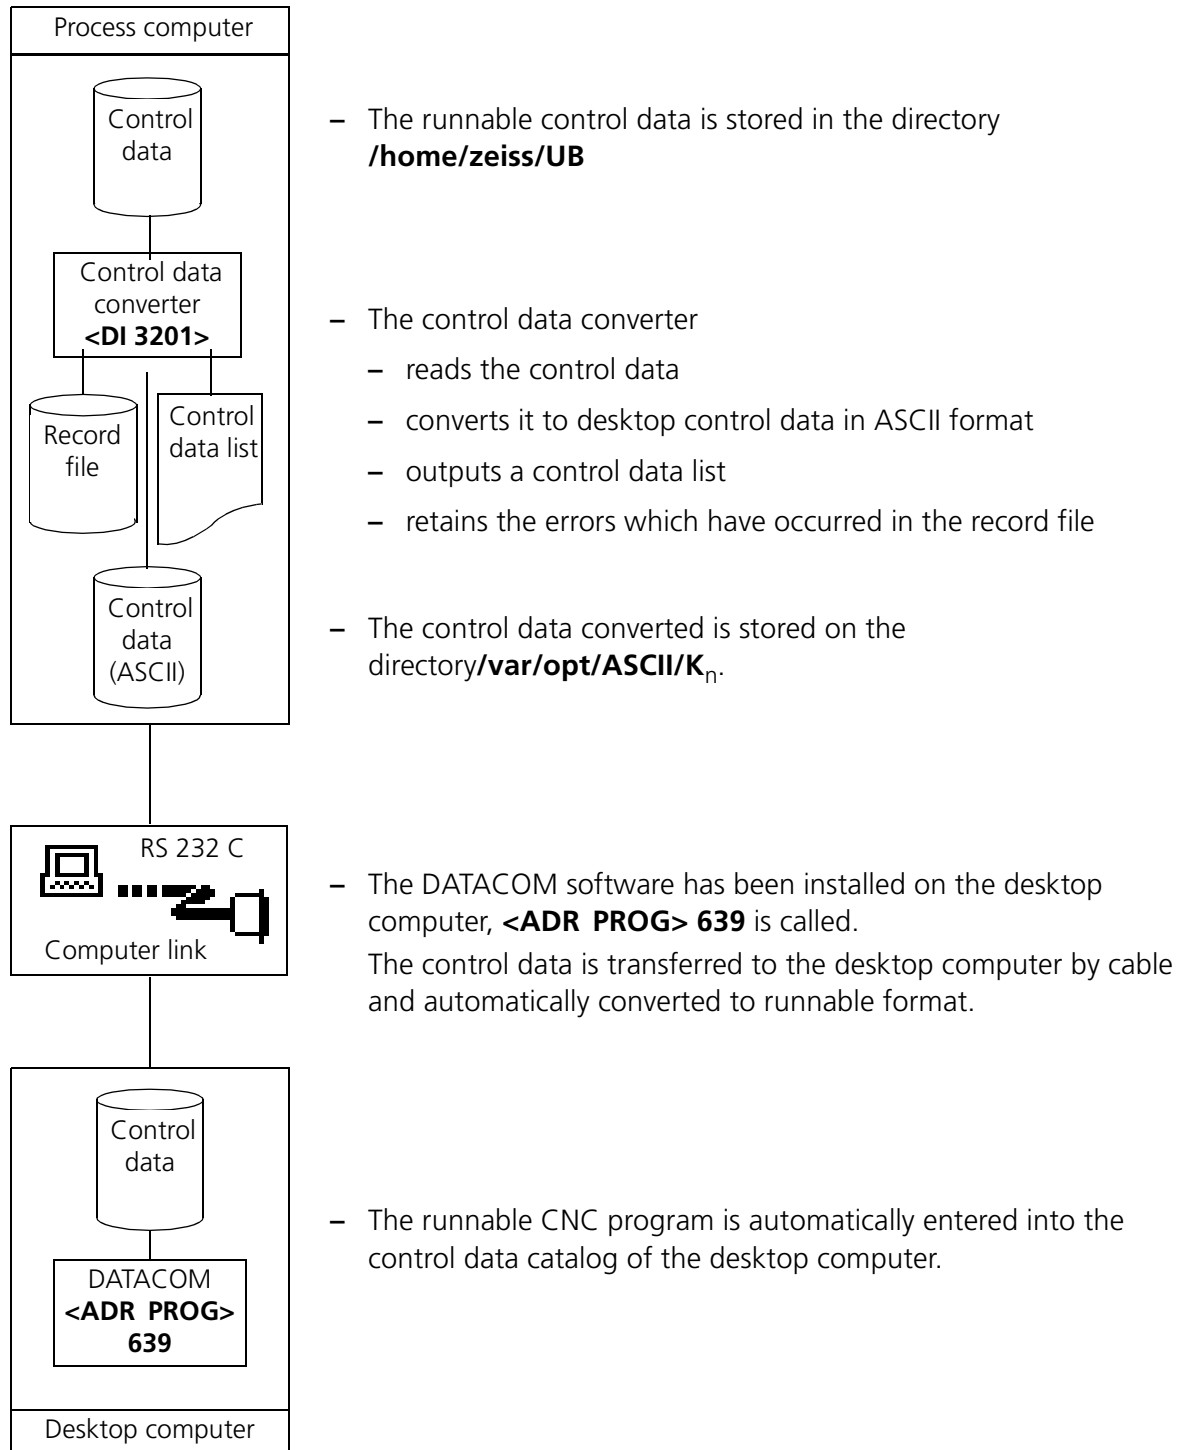 Process computer
Control
data
– The runnable control data is stored in the directory
/home/zeiss/UB
Control data
converter
<DI 3201>
– The control data converter
– reads the control data
– converts it to desktop control data in ASCII format
– outputs a control data list
– retains the errors which have occurred in the record file
Record
file
Control
data list
Control
data
(ASCII)
– The control data converted is stored on the
directory/var/opt/ASCII/Kn.
RS 232 C
Computer link
– The DATACOM software has been installed on the desktop
computer, <ADR PROG> 639 is called.
The control data is transferred to the desktop computer by cable
and automatically converted to runnable format.
Control
data
– The runnable CNC program is automatically entered into the
control data catalog of the desktop computer.
DATACOM
<ADR PROG>
639
Desktop computer